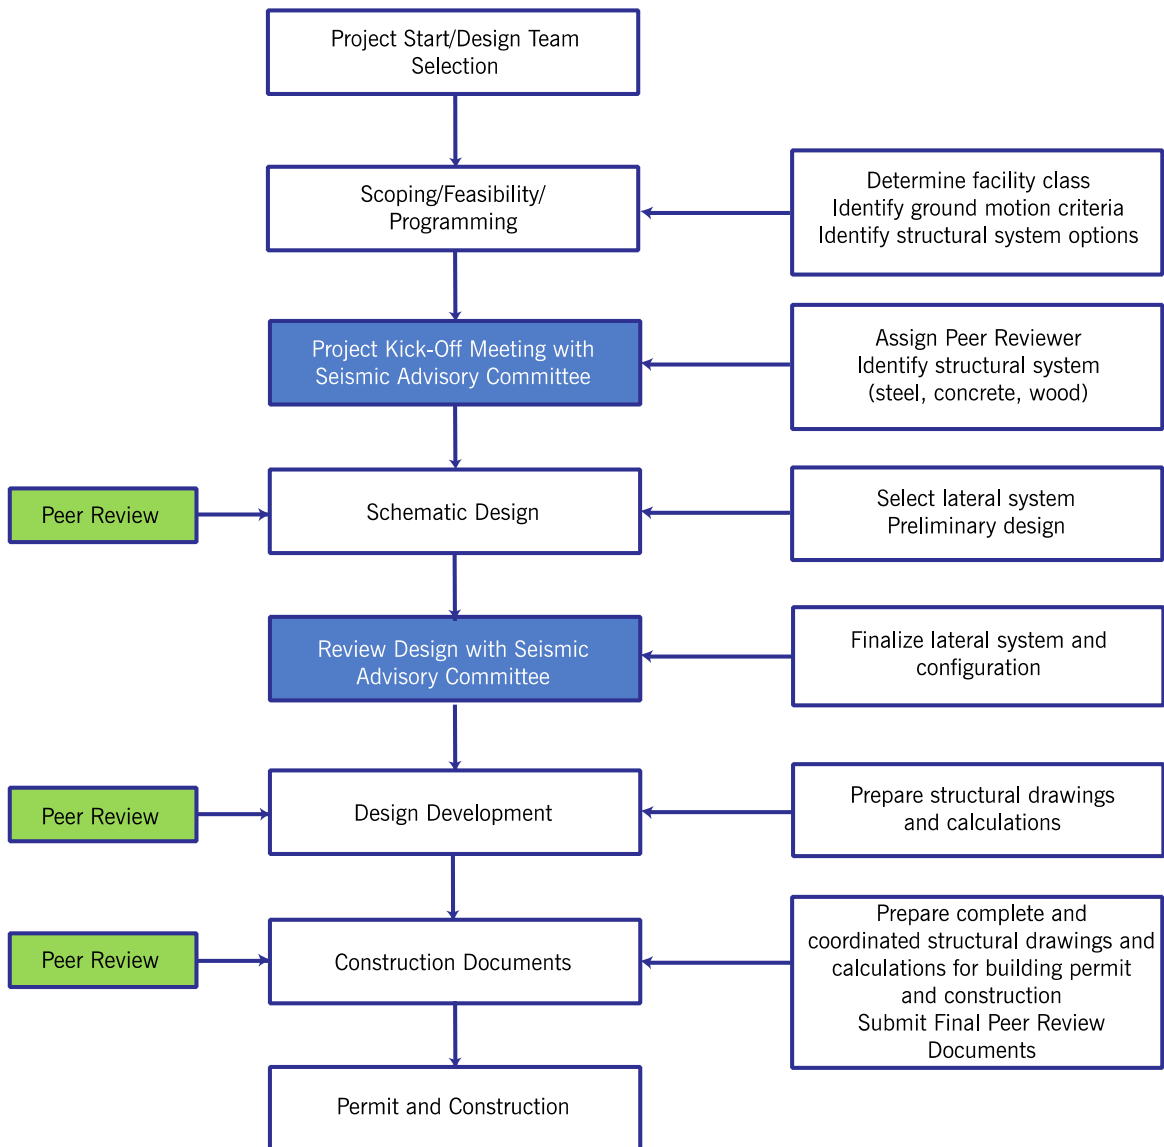 Project Start/Design Team
Selection
Scoping/Feasibility/
Programming
Determine facility class
Identify ground motion criteria
Identify structural system options
Project Kick-Off Meeting with
Seismic Advisory Committee
Assign Peer Reviewer
Identify structural system
(steel, concrete, wood)
Peer Review
Schematic Design
Select lateral system
Preliminary design
Review Design with Seismic
Advisory Committee
Finalize lateral system and
configuration
Peer Review
Design Development
Prepare structural drawings
and calculations
Peer Review
Construction Documents
Prepare complete and
coordinated structural drawings and
calculations for building permit
and construction
Submit Final Peer Review
Documents
Permit and Construction